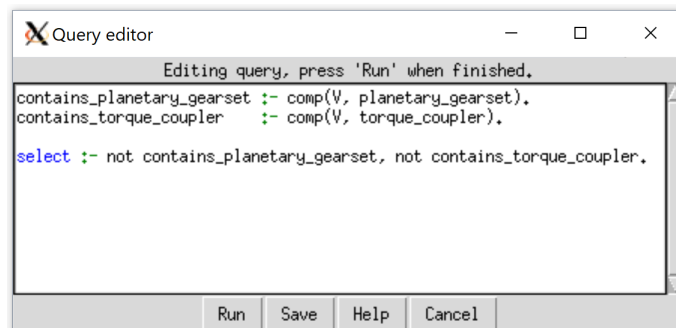 Query editor
Editing query, press 'Run' when finished.
contains_planetary_gearset :- comp(V, planetary_gearset).
contains_torque_coupler    :- comp(V, torque_coupler).
select :- not contains_planetary_gearset, not contains_torque_coupler.
Run Save Help Cancel